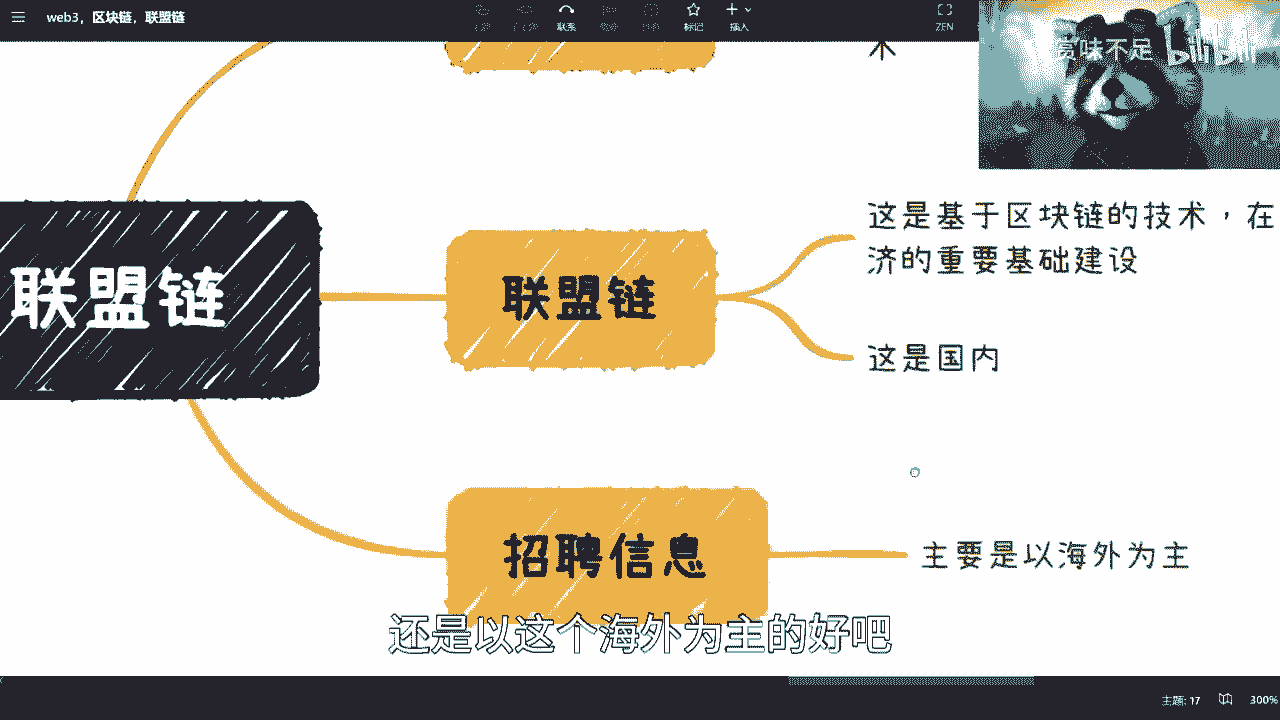 web3，区块链，联盟链
联系
标记
插入
ZEN
赏味不足 bilibili
术
这是基于区块链的技术，在
济的重要基础建设
联盟链
联盟链
这是国内
招聘信息
主要是以海外为主
还是以这个海外为主的好吧
主题: 17
300%